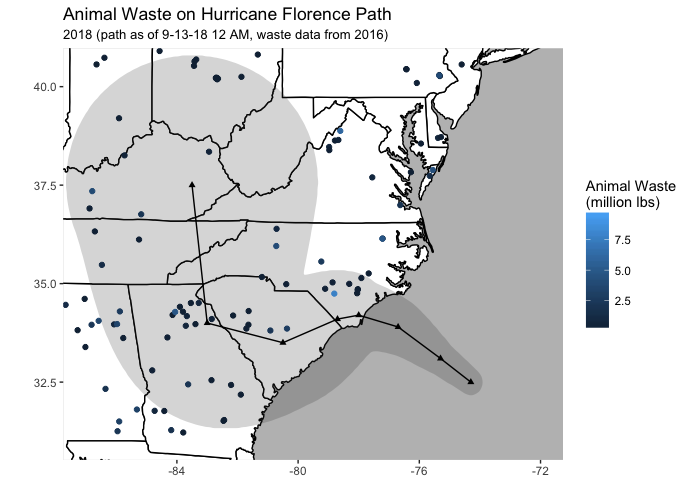 Animal Waste on Hurricane Florence Path
2018 (path as of 9-13-18 12 AM, waste data from 2016)
40.0
37.5
35.0
32.5
-84
-80
-76
-72
Animal Waste
(million lbs)
7.5
5.0
2.5